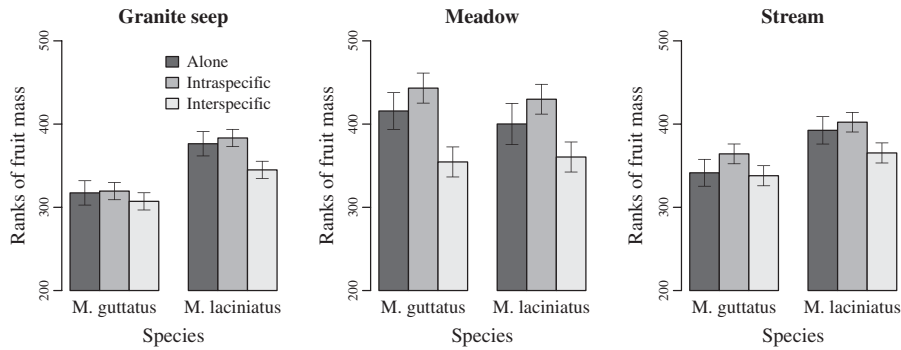 Granite seep
Ranks of fruit mass
500
400
300
200
Alone
Intraspecific
Interspecific
M. guttatus
M. laciniatus
Species
Meadow
Ranks of fruit mass
500
400
300
200
M. guttatus
M. laciniatus
Species
Stream
Ranks of fruit mass
500
400
300
200
M. guttatus
M. laciniatus
Species